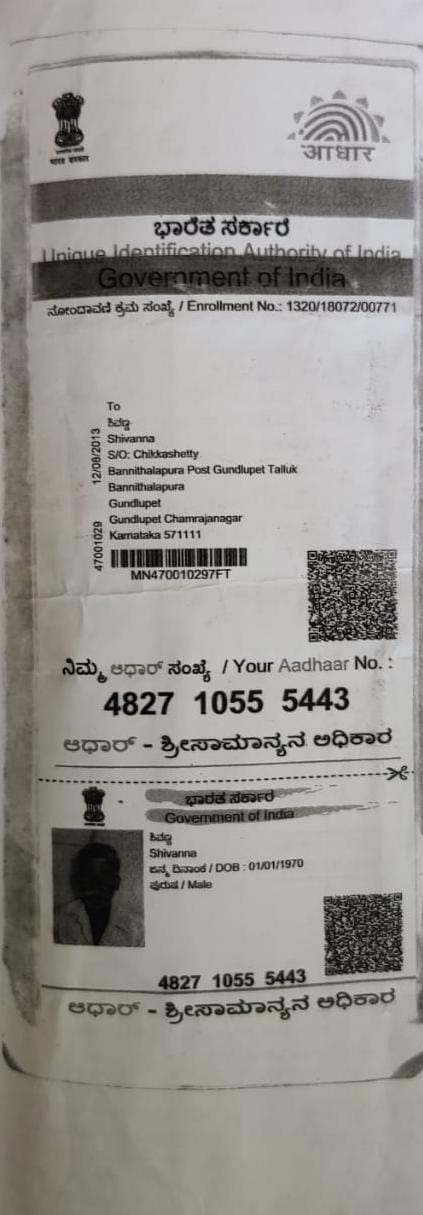 भारत सरकार
आधार
ಭಾರತ ಸರ್ಕಾರ
Unique Identification Authority of India
Government of India
ನೋಂದಾವಣೆ ಕ್ರಮ ಸಂಖ್ಯೆ / Enrollment No.: 1320/18072/00771
To
ಶಿವಣ್ಣ
Shivanna
S/O: Chikkashetty
Bannithalapura Post Gundlupet Talluk
Bannithalapura
Gundlupet
Gundlupet Chamrajanagar
Karnataka 571111
47001029 12/08/2013
MN470010297FT
ನಿಮ್ಮ ಆಧಾರ್ ಸಂಖ್ಯೆ / Your Aadhaar No. :
4827 1055 5443
ಆಧಾರ್ - ಶ್ರೀಸಾಮಾನ್ಯನ ಅಧಿಕಾರ
ಭಾರತ ಸರ್ಕಾರ
Government of India
ಶಿವಣ್ಣ
Shivanna
ಜನ್ಮ ದಿನಾಂಕ / DOB : 01/01/1970
ಪುರುಷ / Male
4827 1055 5443
ಆಧಾರ್ - ಶ್ರೀಸಾಮಾನ್ಯನ ಅಧಿಕಾರ